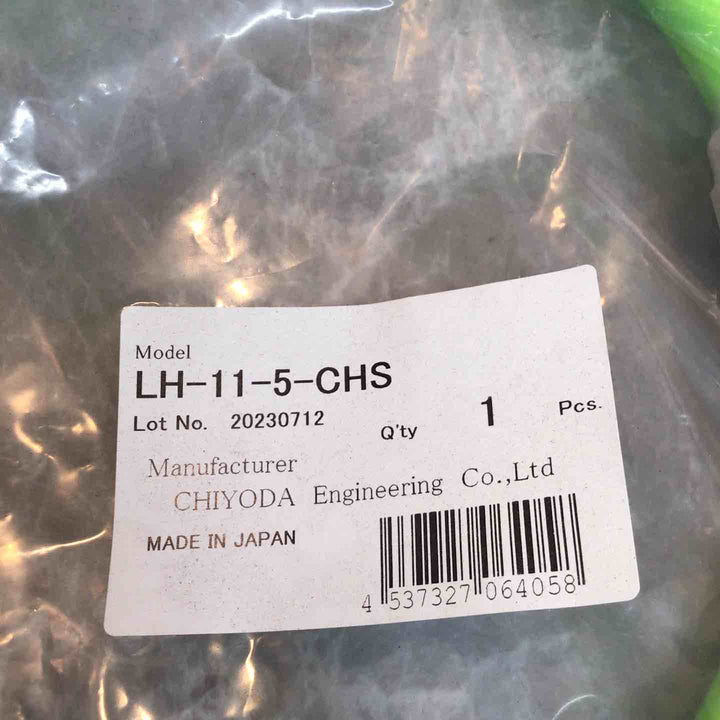 Model
LH-11-5-CHS
Lot No. 20230712 Q'ty 1 Pcs.
Manufacturer
CHIYODA Engineering Co.,Ltd
MADE IN JAPAN
4 537327 064058